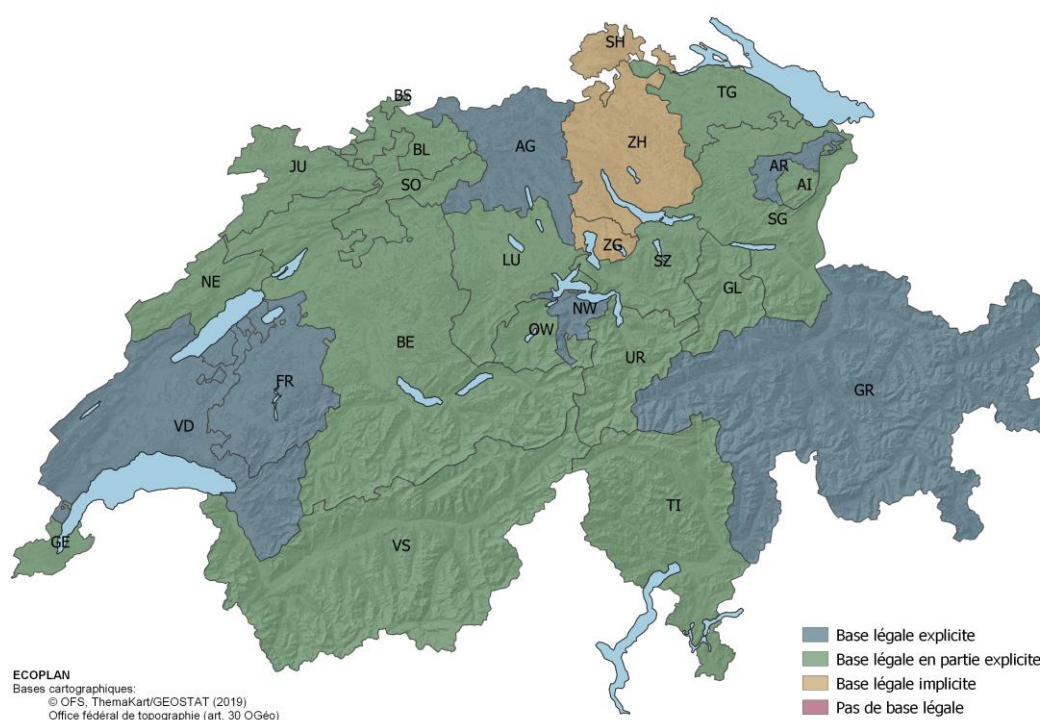 SH
BS
TG
BL
AG
ZH
JU
AR
AI
SO
SG
ZG
LU
SZ
NE
GL
NW
OW
BE
UR
FR
GR
VD
TI
GE
VS
Base légale explicite
Base légale en partie explicite
Base légale implicite
Pas de base légale
ECOPLAN
Bases cartographiques:
© OFS, ThemaKart/GEOSTAT (2019)
Office fédéral de topographie (art. 30 OGéo)